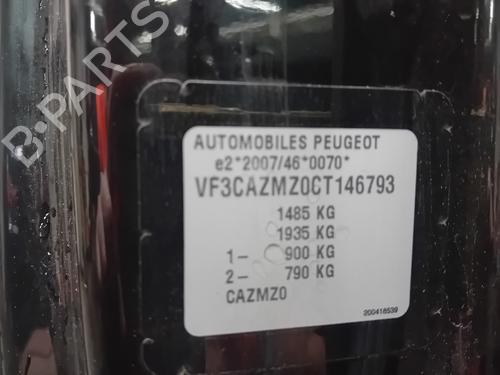 B-PARTS
AUTOMOBILES PEUGEOT
e2*2007/46*0070*
VF3CAZMZ0CT146793
1485 KG
1935 KG
1- 900 KG
2- 790 KG
CAZMZ0
200416539